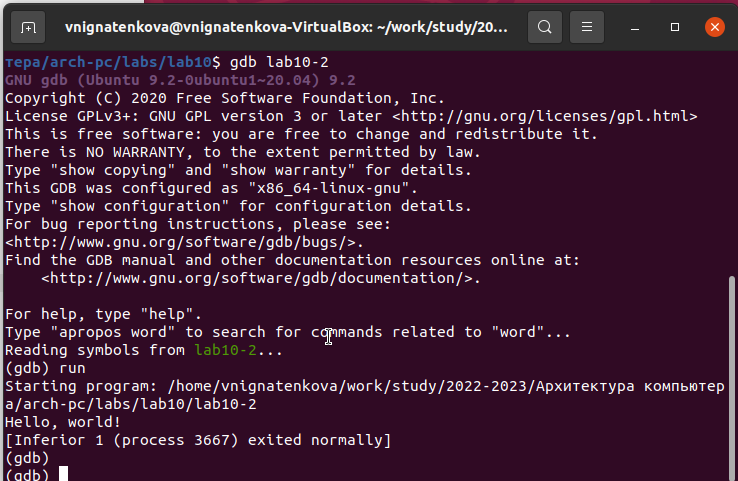 vnignatenkova@vnignatenkova-VirtualBox: ~/work/study/20...
тера/arch-pc/labs/lab10$ gdb lab10-2
GNU gdb (Ubuntu 9.2-0ubuntu1~20.04) 9.2
Copyright (C) 2020 Free Software Foundation, Inc.
License GPLv3+: GNU GPL version 3 or later <http://gnu.org/licenses/gpl.html>
This is free software: you are free to change and redistribute it.
There is NO WARRANTY, to the extent permitted by law.
Type "show copying" and "show warranty" for details.
This GDB was configured as "x86_64-linux-gnu".
Type "show configuration" for configuration details.
For bug reporting instructions, please see:
<http://www.gnu.org/software/gdb/bugs/>.
Find the GDB manual and other documentation resources online at:
    <http://www.gnu.org/software/gdb/documentation/>.
For help, type "help".
Type "apropos word" to search for commands related to "word"...
Reading symbols from lab10-2...
(gdb) run
Starting program: /home/vnignatenkova/work/study/2022-2023/Архитектура компьютер
а/arch-pc/labs/lab10/lab10-2
Hello, world!
[Inferior 1 (process 3667) exited normally]
(gdb)
(gdb)